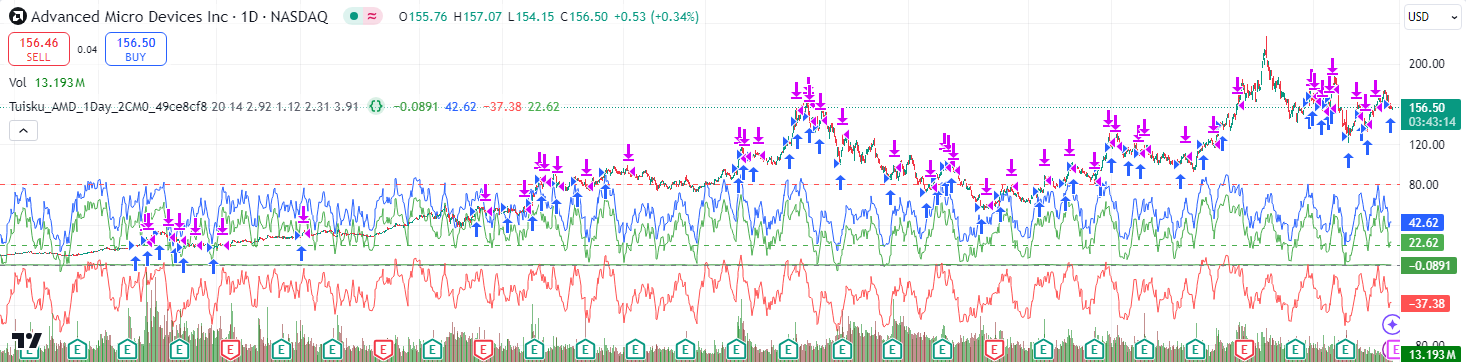 Advanced Micro Devices Inc · 1D · NASDAQ O155.76 H157.07 L154.15 C156.50 +0.53 (+0.34%)
USD
156.46
SELL
0.04
156.50
BUY
Vol 13.193 M
Tuisku_AMD_1Day_2CM0_49ce8cf8 20 14 2.92 1.12 2.31 3.91 {} −0.0891 42.62 −37.38 22.62
200.00
156.50
03:43:14
120.00
80.00
42.62
22.62
−0.0891
−37.38
13.193 M
E E E E E E E E E E E E E E E E E E E E E E E E E E E E